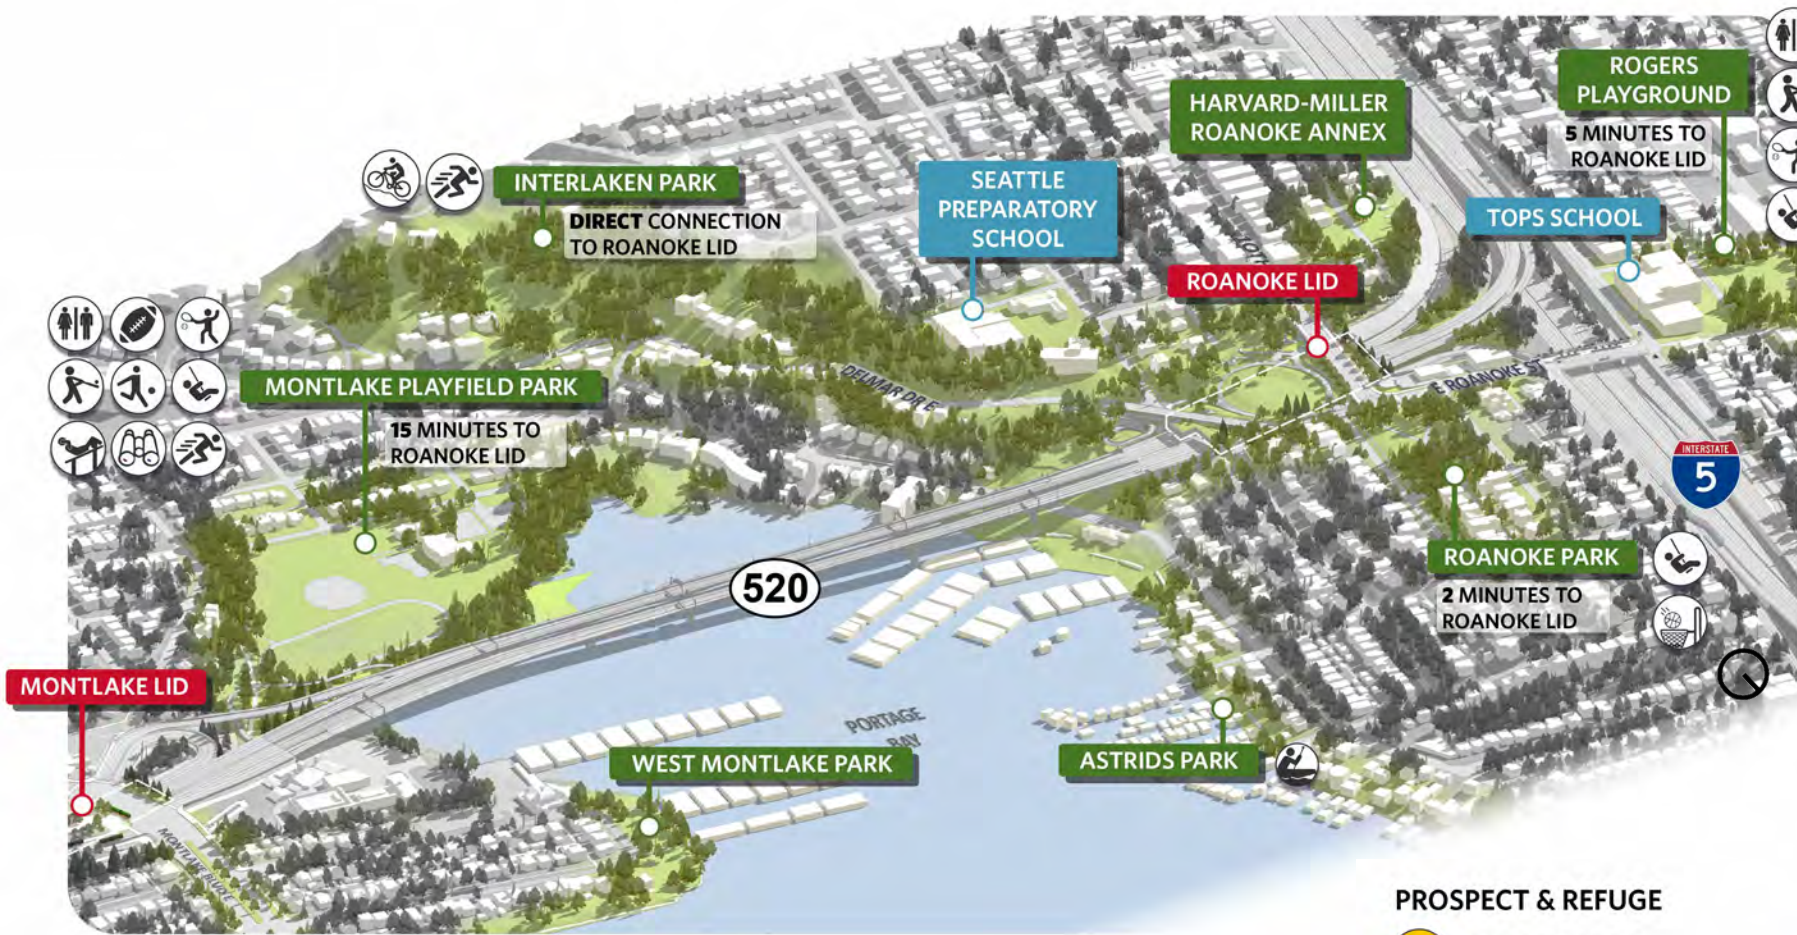 ROGERS
PLAYGROUND
5 MINUTES TO
ROANOKE LID
HARVARD-MILLER
ROANOKE ANNEX
INTERLAKEN PARK
DIRECT CONNECTION
TO ROANOKE LID
SEATTLE
PREPARATORY
SCHOOL
TOPS SCHOOL
ROANOKE LID
MONTLAKE PLAYFIELD PARK
15 MINUTES TO
ROANOKE LID
DELMAR DR E
E ROANOKE ST
INTERSTATE
5
ROANOKE PARK
2 MINUTES TO
ROANOKE LID
520
MONTLAKE LID
PORTAGE
BAY
WEST MONTLAKE PARK
ASTRIDS PARK
MONTLAKE BLVD E
PROSPECT & REFUGE